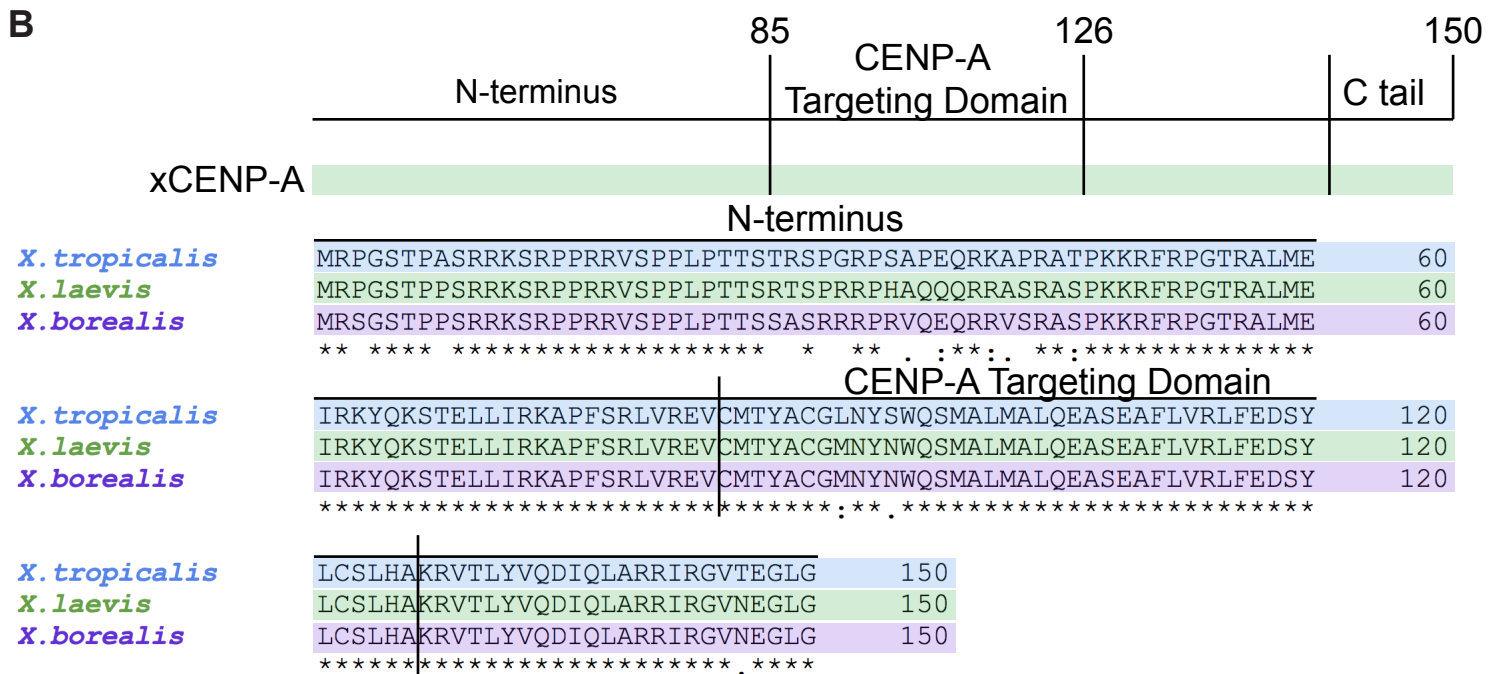 B
85 126 150
N-terminus CENP-A Targeting Domain C tail
xCENP-A
N-terminus
X.tropicalis MRPGSTPASRRKSRPPRRVSPPLPTTSTRSPGRPSAPEQRKAPRATPKKRFRPGTRALME 60
X.laevis MRPGSTPPSRRKSRPPRRVSPPLPTTSRTSPRRPHAQQQRRASRASPKKRFRPGTRALME 60
X.borealis MRSGSTPPSRRKSRPPRRVSPPLPTTSSASRRRPRVQEQRRVSRASPKKRFRPGTRALME 60
** **** ******************* * ** . :**:. **:**************
CENP-A Targeting Domain
X.tropicalis IRKYQKSTELLIRKAPFSRLVREVCMTYACGLNYSWQSMALMALQEASEAFLVRLFEDSY 120
X.laevis IRKYQKSTELLIRKAPFSRLVREVCMTYACGMNYNWQSMALMALQEASEAFLVRLFEDSY 120
X.borealis IRKYQKSTELLIRKAPFSRLVREVCMTYACGMNYNWQSMALMALQEASEAFLVRLFEDSY 120
*******************************:**.*************************
X.tropicalis LCSLHAKRVTLYVQDIQLARRIRGVTEGLG 150
X.laevis LCSLHAKRVTLYVQDIQLARRIRGVNEGLG 150
X.borealis LCSLHAKRVTLYVQDIQLARRIRGVNEGLG 150
*************************.****